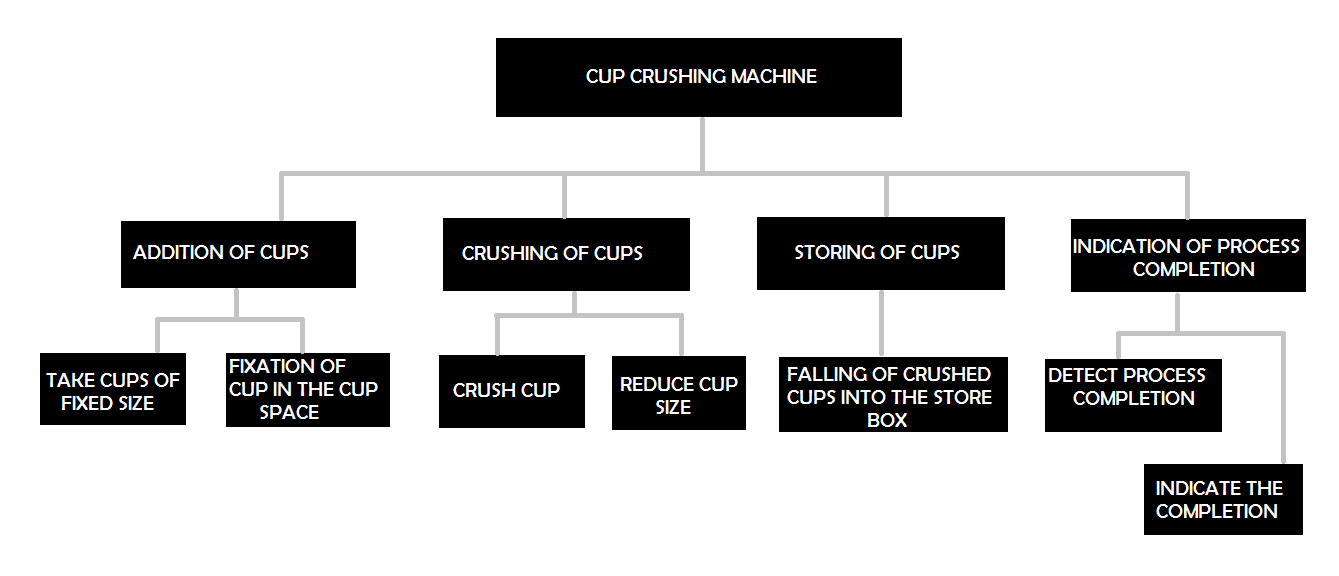 CUP CRUSHING MACHINE
ADDITION OF CUPS
CRUSHING OF CUPS
STORING OF CUPS
INDICATION OF PROCESS
COMPLETION
TAKE CUPS OF
FIXED SIZE
FIXATION OF
CUP IN THE CUP
SPACE
CRUSH CUP
REDUCE CUP
SIZE
FALLING OF CRUSHED
CUPS INTO THE STORE
BOX
DETECT PROCESS
COMPLETION
INDICATE THE
COMPLETION